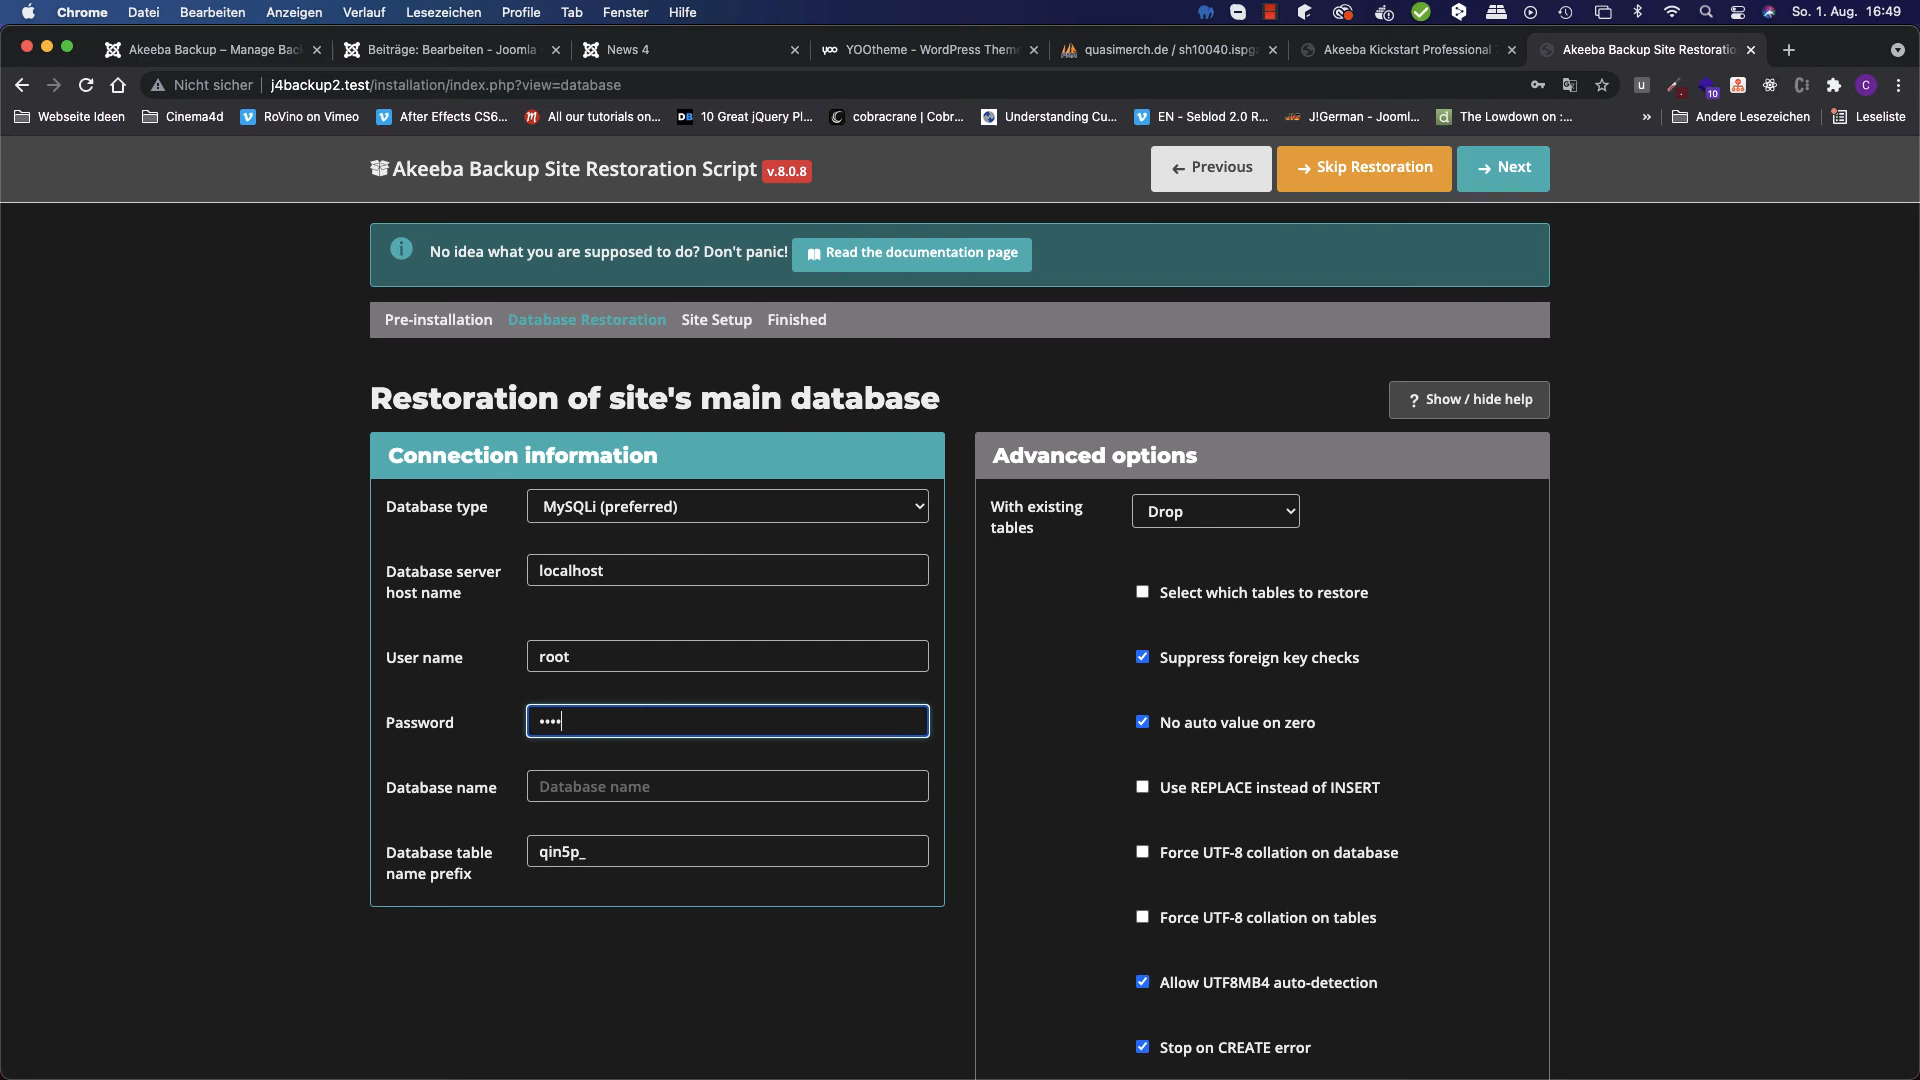 Chrome Datei Bearbeiten Anzeigen Verlauf Lesezeichen Profile Tab Fenster Hilfe So. 1. Aug. 16:49
Akeeba Backup – Manage Bac
Beiträge: Bearbeiten - Joomla
News 4
YOOtheme - WordPress Theme
quasimerch.de / sh10040.ispg
Akeeba Kickstart Professional
Akeeba Backup Site Restoratio
Nicht sicher j4backup2.test/installation/index.php?view=database
10
C
Webseite Ideen Cinema4d RoVino on Vimeo After Effects CS6... All our tutorials on... 10 Great jQuery Pl... cobracrane | Cobr... Understanding Cu... EN - Seblod 2.0 R... J!German - Jooml... The Lowdown on :... » Andere Lesezeichen Leseliste
Akeeba Backup Site Restoration Script v.8.0.8
← Previous → Skip Restoration → Next
No idea what you are supposed to do? Don't panic! Read the documentation page
Pre-installation Database Restoration Site Setup Finished
Restoration of site's main database
? Show / hide help
Connection information
Database type MySQLi (preferred)
Database server
host name
localhost
User name root
Password ••••
Database name Database name
Database table
name prefix
qin5p_
Advanced options
With existing
tables
Drop
Select which tables to restore
Suppress foreign key checks
No auto value on zero
Use REPLACE instead of INSERT
Force UTF-8 collation on database
Force UTF-8 collation on tables
Allow UTF8MB4 auto-detection
Stop on CREATE error